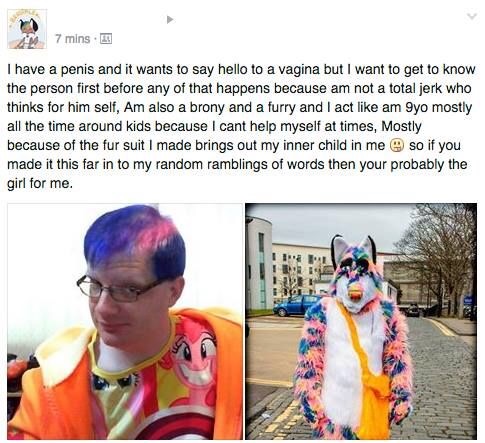 7 mins ·
I have a penis and it wants to say hello to a vagina but I want to get to know
the person first before any of that happens because am not a total jerk who
thinks for him self, Am also a brony and a furry and I act like am 9yo mostly
all the time around kids because I cant help myself at times, Mostly
because of the fur suit I made brings out my inner child in me 😃 so if you
made it this far in to my random ramblings of words then your probably the
girl for me.